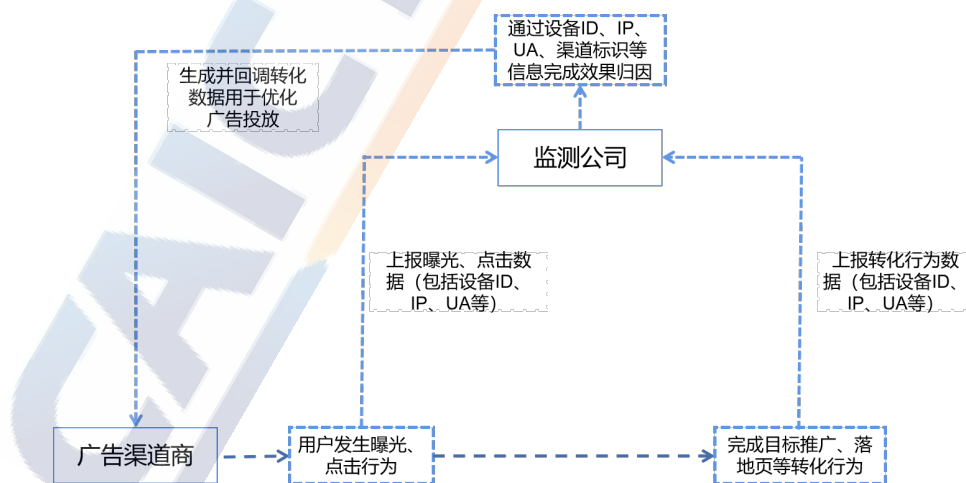 通过设备ID、IP、
UA、渠道标识等
信息完成效果归因
生成并回调转化
数据用于优化
广告投放
监测公司
上报曝光、点击数
据（包括设备ID、
IP、UA等）
上报转化行为数
据（包括设备ID、
IP、UA等）
广告渠道商
用户发生曝光、
点击行为
完成目标推广、落
地页等转化行为
CAICT